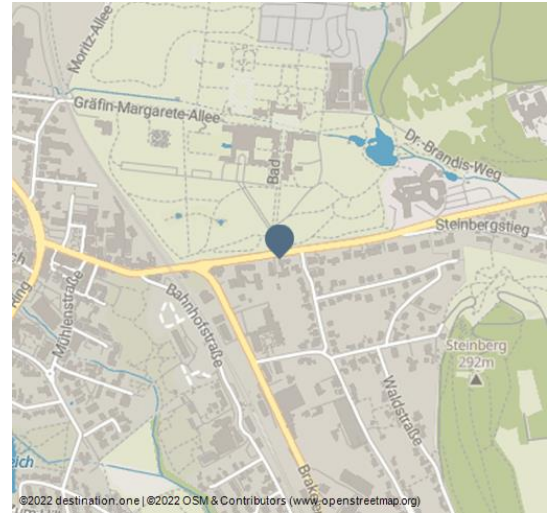 Moritz-Allee
Gräfin-Margarete-Allee
Bad
Dr.-Brandis-Weg
Steinbergstieg
Ring
Mühlenstraße
Bahnhofstraße
Steinberg
292m
Waldstraße
©2022 destination.one | ©2022 OSM & Contributors (www.openstreetmap.org)